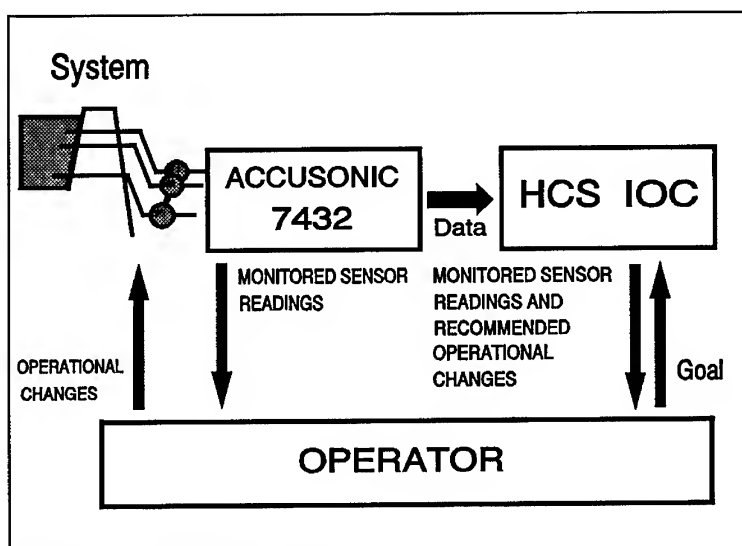 System
ACCUSONIC
7432
HCS IOC
Data
MONITORED SENSOR
READINGS
MONITORED SENSOR
READINGS AND
RECOMMENDED
OPERATIONAL
CHANGES
OPERATIONAL
CHANGES
Goal
OPERATOR